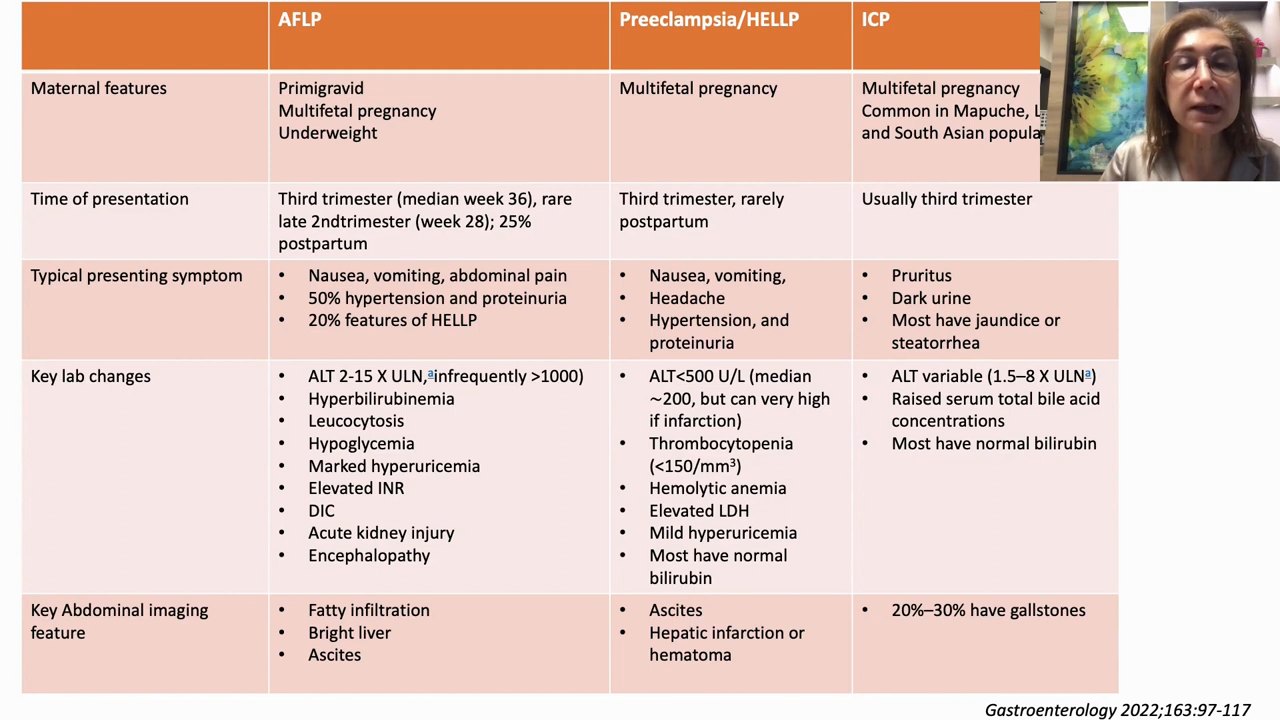 AFLP
Preeclampsia/HELLP
ICP
Maternal features
Primigravid
Multifetal pregnancy
Underweight
Multifetal pregnancy
Multifetal pregnancy
Common in Mapuche,
and South Asian
Time of presentation
Third trimester (median week 36), rare
late 2ndtrimester (week 28); 25%
postpartum
Third trimester, rarely
postpartum
Usually third trimester
Typical presenting symptom
• Nausea, vomiting, abdominal pain
• 50% hypertension and proteinuria
• 20% features of HELLP
• Nausea, vomiting,
• Headache
• Hypertension, and
proteinuria
• Pruritus
• Dark urine
• Most have jaundice or
steatorrhea
Key lab changes
• ALT 2-15 X ULN,ᵃinfrequently >1000)
• Hyperbilirubinemia
• Leucocytosis
• Hypoglycemia
• Marked hyperuricemia
• Elevated INR
• DIC
• Acute kidney injury
• Encephalopathy
• ALT<500 U/L (median
~200, but can very high
if infarction)
• Thrombocytopenia
(<150/mm³)
• Hemolytic anemia
• Elevated LDH
• Mild hyperuricemia
• Most have normal
bilirubin
• ALT variable (1.5–8 X ULNᵃ)
• Raised serum total bile acid
concentrations
• Most have normal bilirubin
Key Abdominal imaging
feature
• Fatty infiltration
• Bright liver
• Ascites
• Ascites
• Hepatic infarction or
hematoma
• 20%–30% have gallstones
Gastroenterology 2022;163:97-117